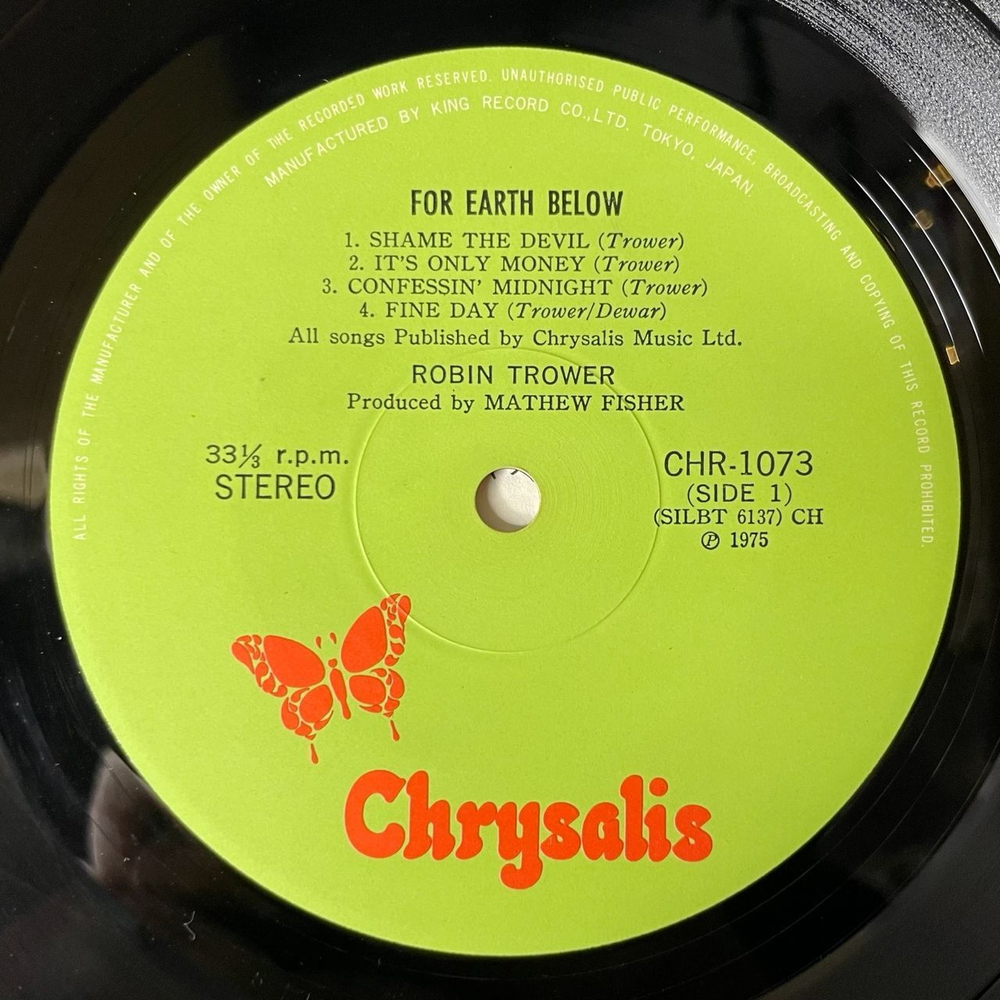 ALL RIGHTS OF THE MANUFACTURER AND OF THE OWNER OF THE RECORDED WORK RESERVED. UNAUTHORISED PUBLIC PERFORMANCE, BROADCASTING AND COPYING OF THIS RECORD PROHIBITED.
MANUFACTURED BY KING RECORD CO., LTD. TOKYO, JAPAN.
FOR EARTH BELOW
1. SHAME THE DEVIL (Trower)
2. IT'S ONLY MONEY (Trower)
3. CONFESSIN' MIDNIGHT (Trower)
4. FINE DAY (Trower/Dewar)
All songs Published by Chrysalis Music Ltd.
ROBIN TROWER
Produced by MATHEW FISHER
33⅓ r.p.m.
STEREO
CHR-1073
(SIDE 1)
(SILBT 6137) CH
Ⓟ 1975
Chrysalis